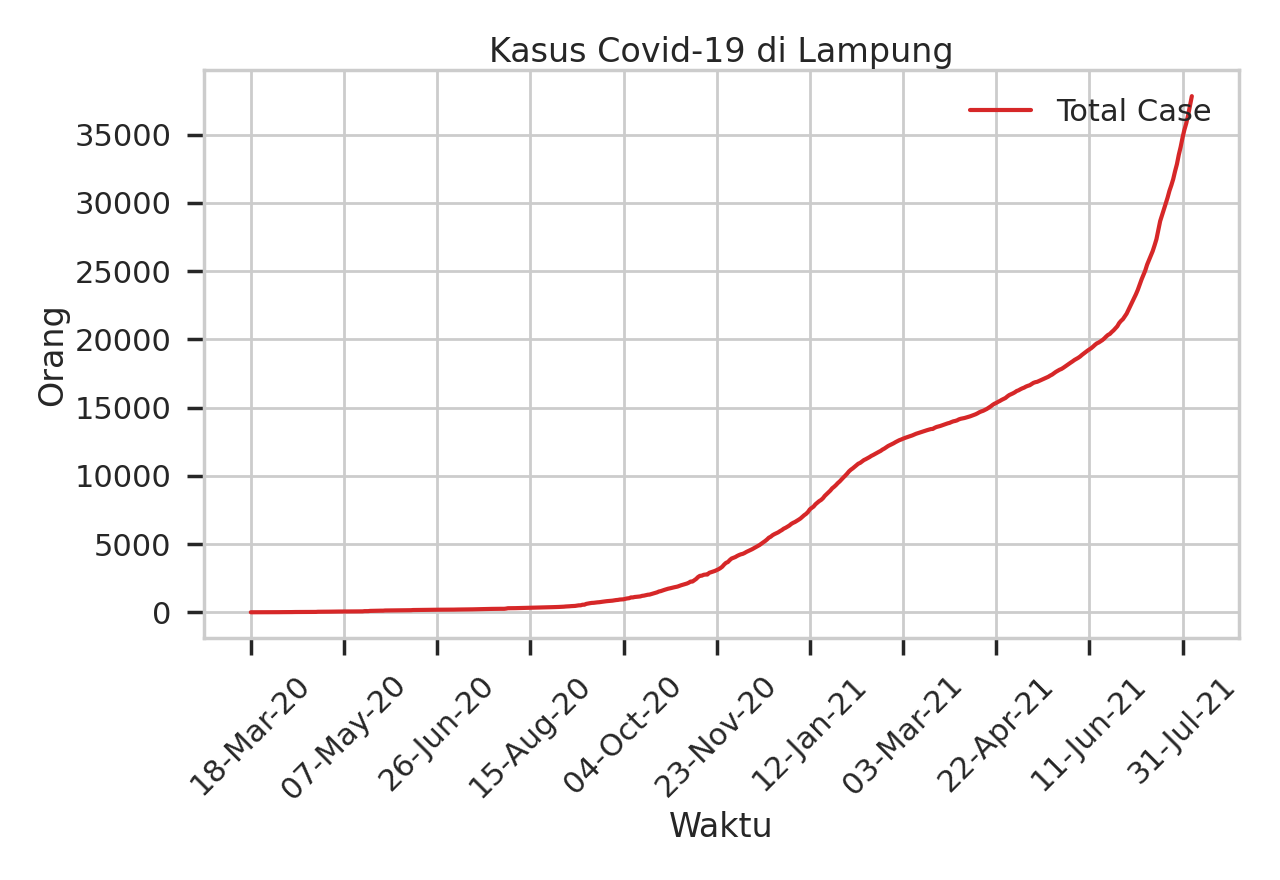 Kasus Covid-19 di Lampung
Total Case
Orang
35000
30000
25000
20000
15000
10000
5000
0
18-Mar-20
07-May-20
26-Jun-20
15-Aug-20
04-Oct-20
23-Nov-20
12-Jan-21
03-Mar-21
22-Apr-21
11-Jun-21
31-Jul-21
Waktu